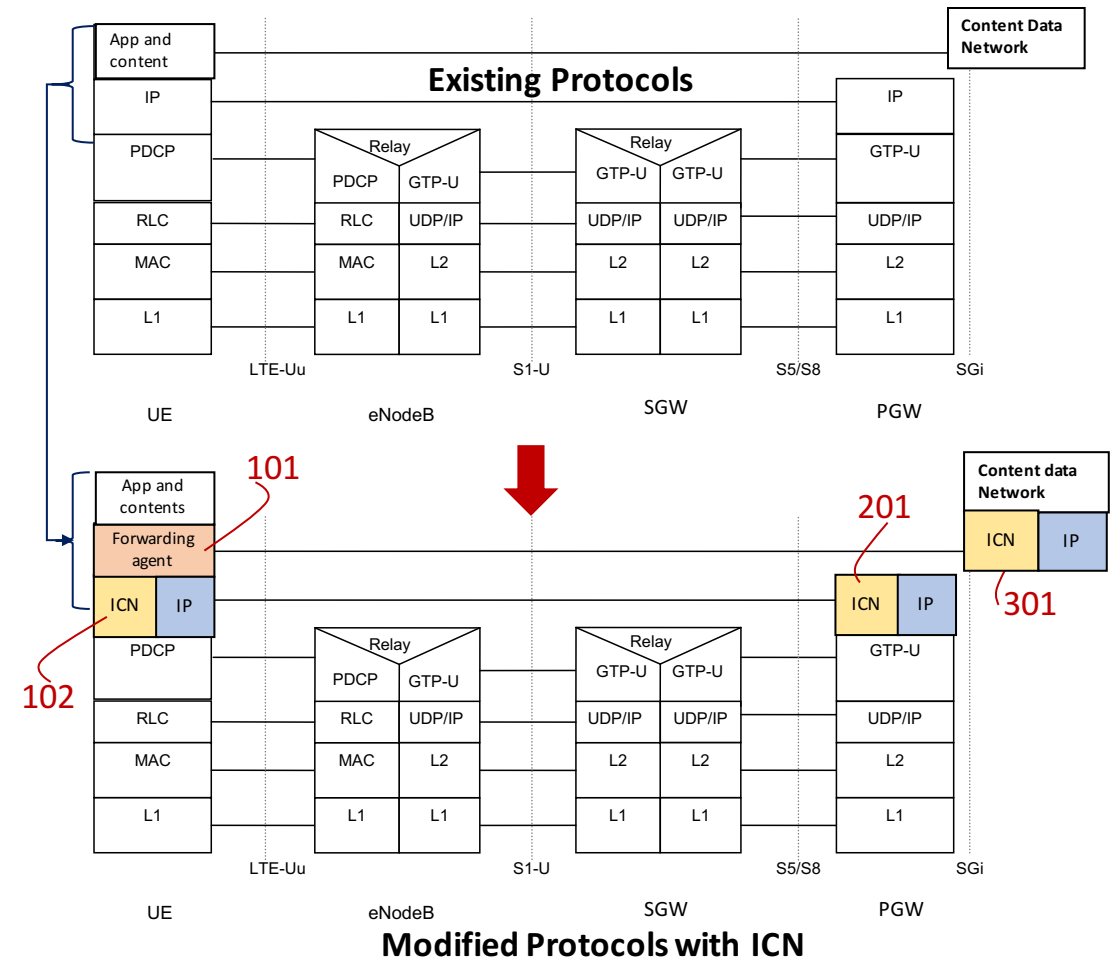 App and
content
Content Data
Network
Existing Protocols
IP
IP
PDCP
Relay
Relay
GTP-U
PDCP
GTP-U
GTP-U
GTP-U
RLC
RLC
UDP/IP
UDP/IP
UDP/IP
UDP/IP
MAC
MAC
L2
L2
L2
L2
L1
L1
L1
L1
L1
L1
LTE-Uu
S1-U
S5/S8
SGi
UE
eNodeB
SGW
PGW
App and
contents
101
Content data
Network
Forwarding
agent
201
ICN
IP
301
ICN
IP
ICN
IP
102
PDCP
Relay
Relay
GTP-U
PDCP
GTP-U
GTP-U
GTP-U
RLC
RLC
UDP/IP
UDP/IP
UDP/IP
UDP/IP
MAC
MAC
L2
L2
L2
L2
L1
L1
L1
L1
L1
L1
LTE-Uu
S1-U
S5/S8
SGi
UE
eNodeB
SGW
PGW
Modified Protocols with ICN